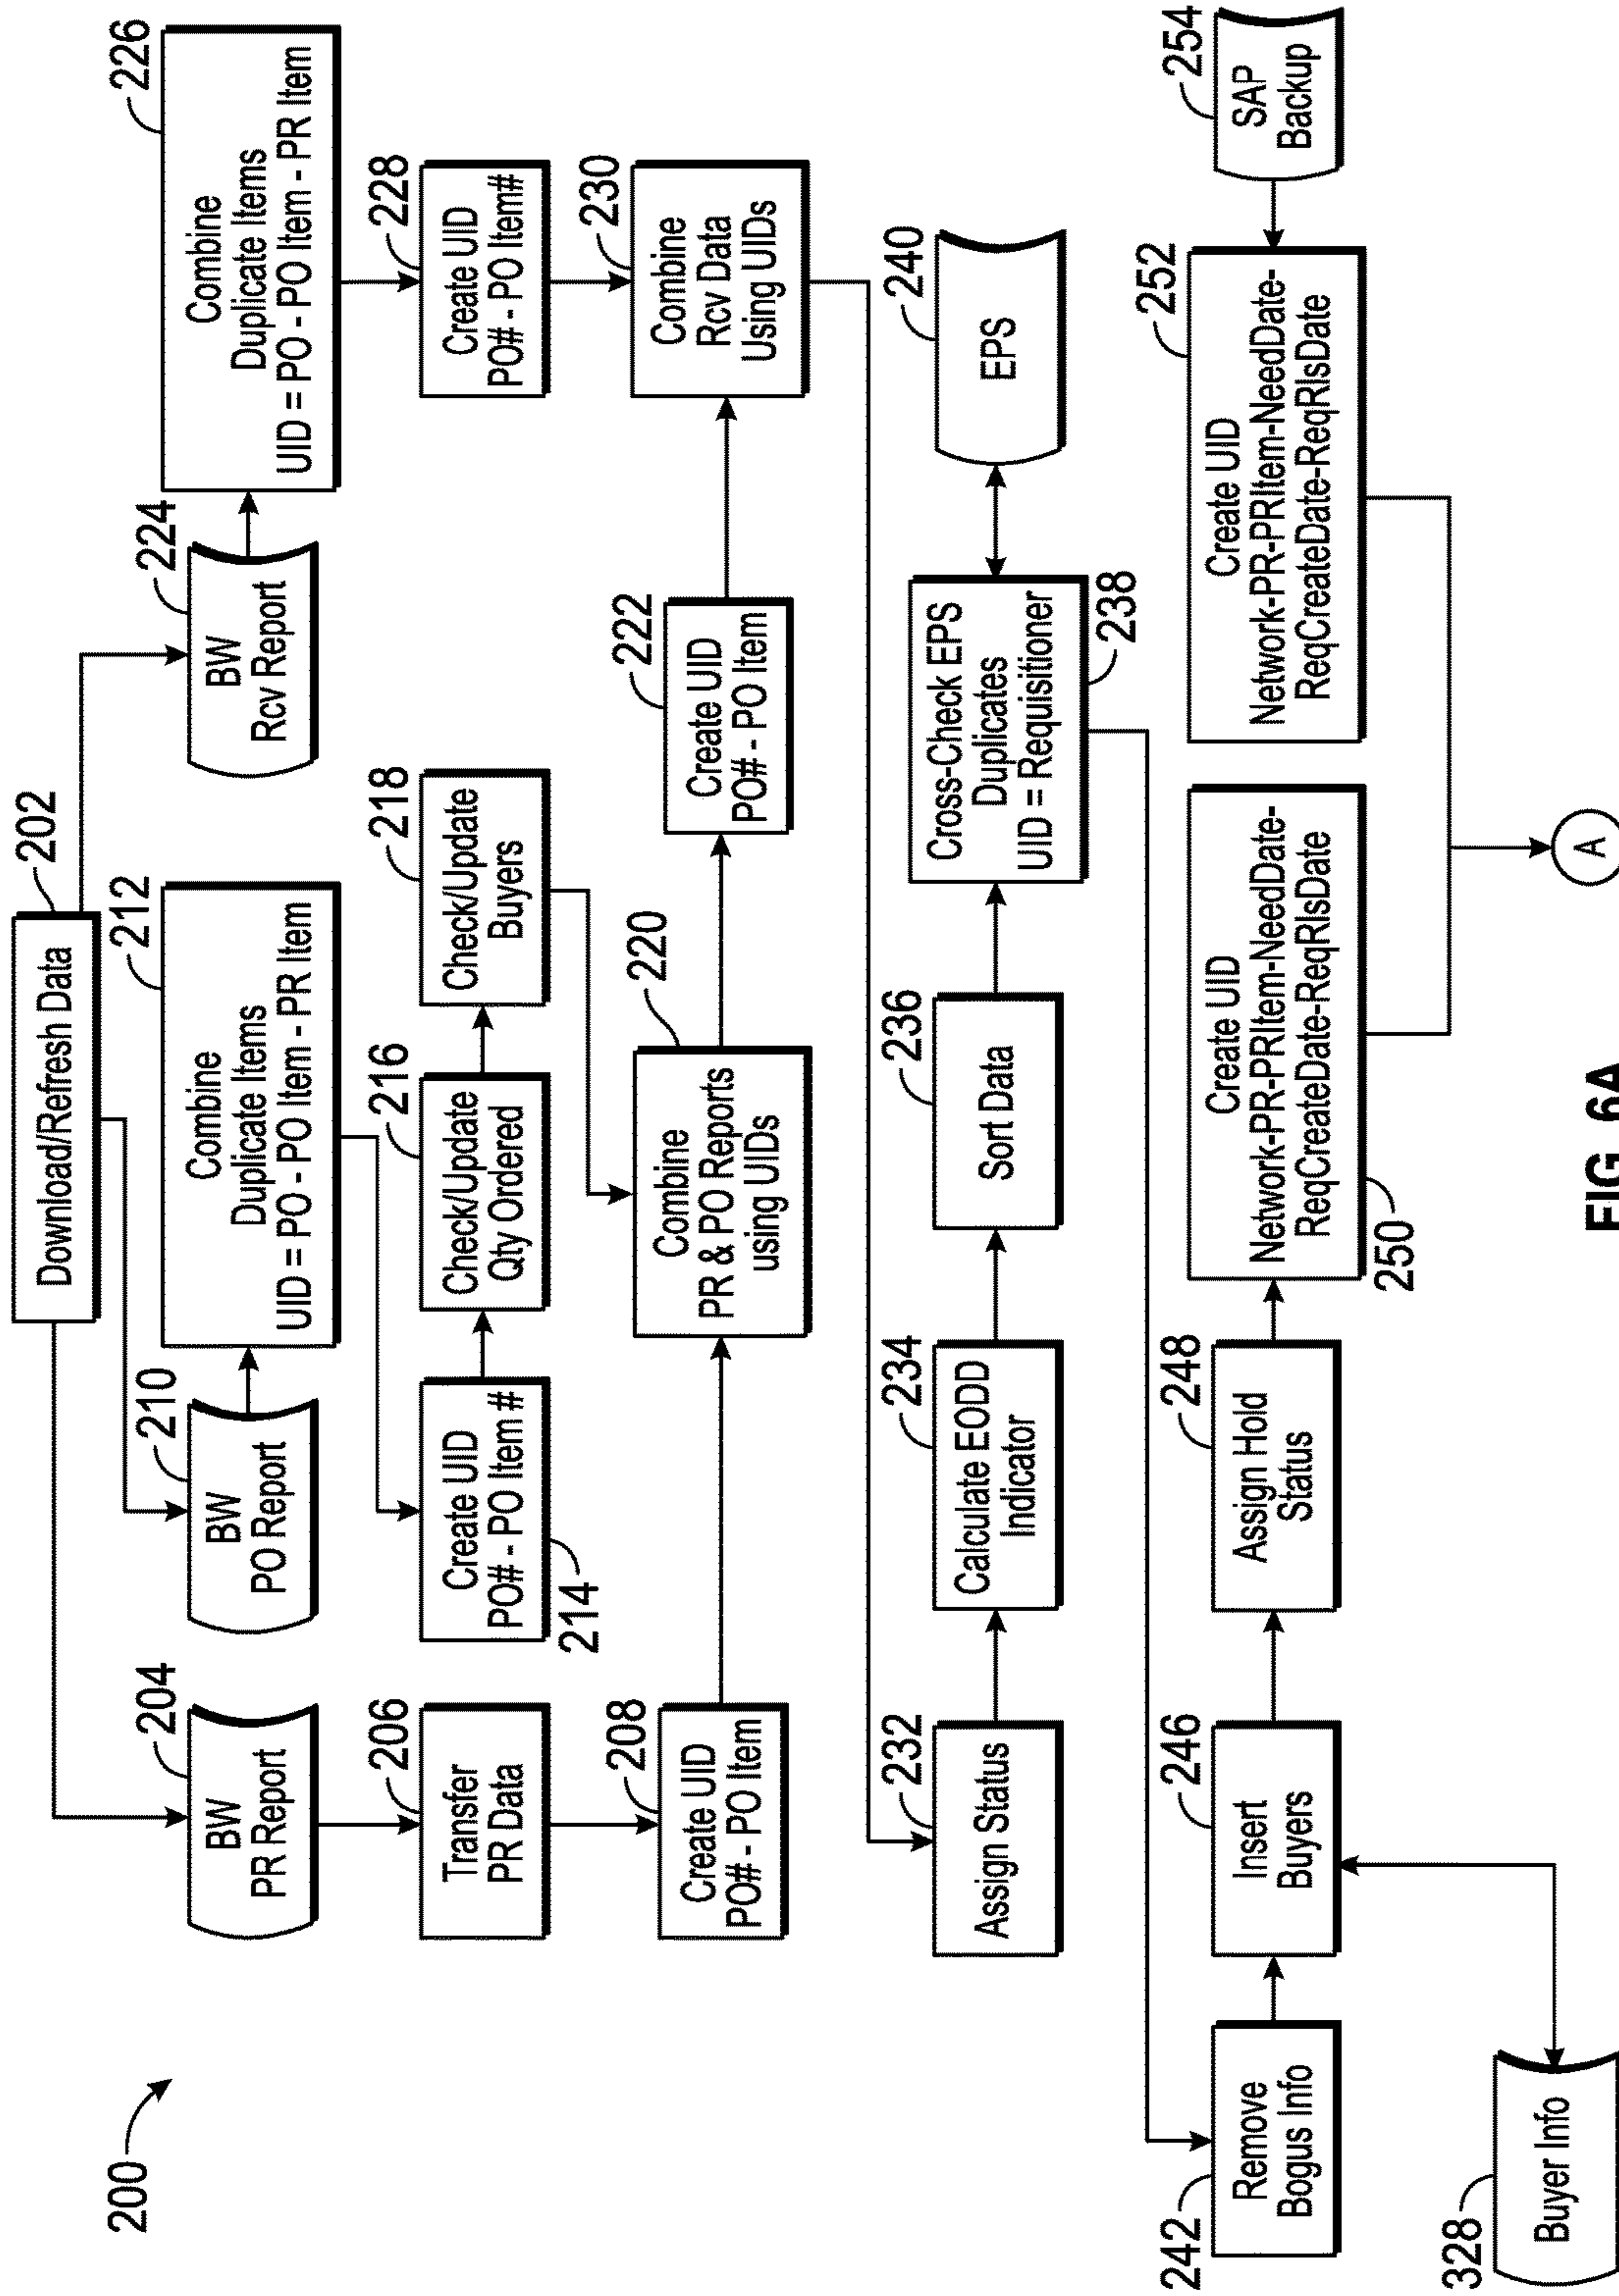 200
Download/Refresh Data
202
204
BW
PR Report
210
BW
PO Report
212
Combine
Duplicate Items
UID = PO - PO Item - PR Item
224
BW
Rcv Report
226
Combine
Duplicate Items
UID = PO - PO Item - PR Item
206
Transfer
PR Data
214
Create UID
PO# - PO Item #
216
Check/Update
Qty Ordered
218
Check/Update
Buyers
228
Create UID
PO# - PO Item#
208
Create UID
PO# - PO Item
220
Combine
PR & PO Reports
using UIDs
222
Create UID
PO# - PO Item
230
Combine
Rcv Data
Using UIDs
232
Assign Status
234
Calculate EODD
Indicator
236
Sort Data
Cross-Check EPS
Duplicates
UID = Requisitioner
238
240
EPS
242
Remove
Bogus Info
246
Insert
Buyers
248
Assign Hold
Status
Create UID
Network-PR-PRItem-NeedDate-
ReqCreateDate-ReqRlsDate
250
252
Create UID
Network-PR-PRItem-NeedDate-
ReqCreateDate-ReqRlsDate
254
SAP
Backup
328
Buyer Info
A
FIG. 6A